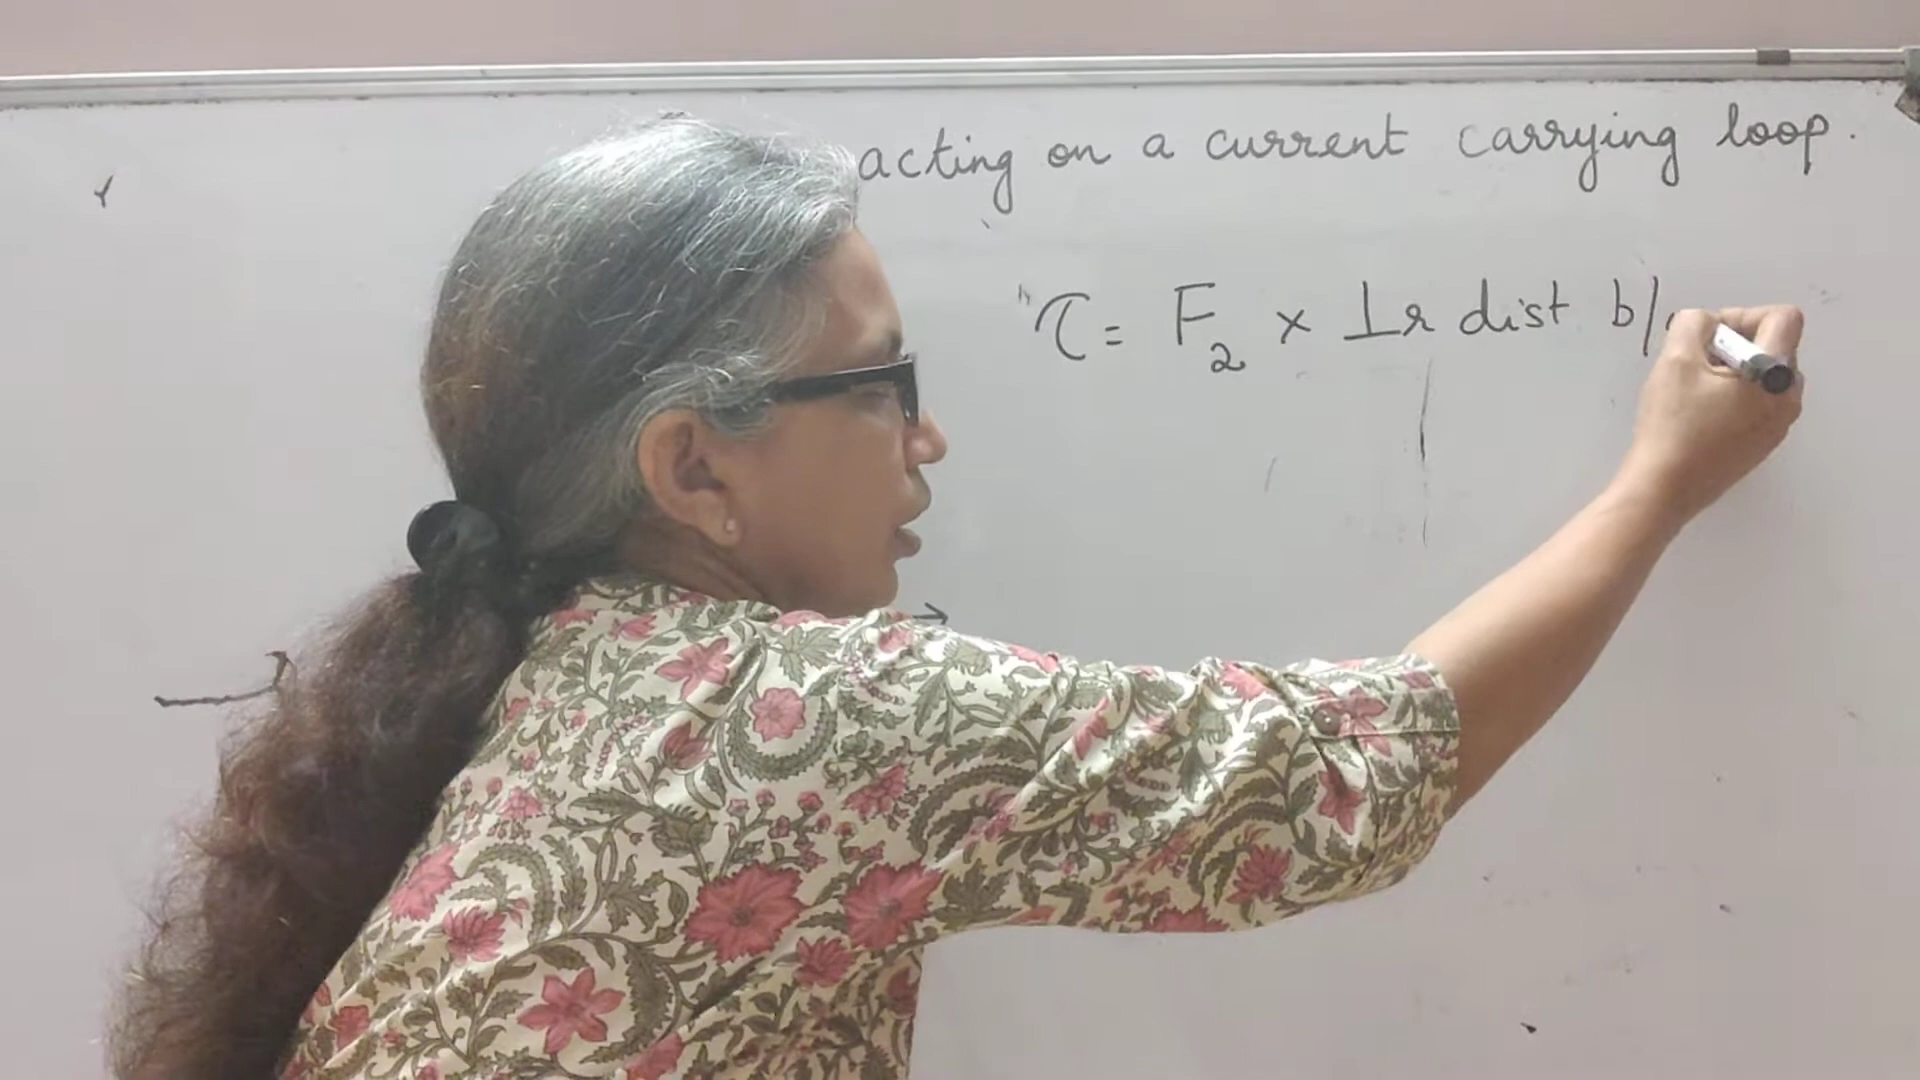 acting on a current carrying loop.
τ = F₂ × ⊥r dist b/